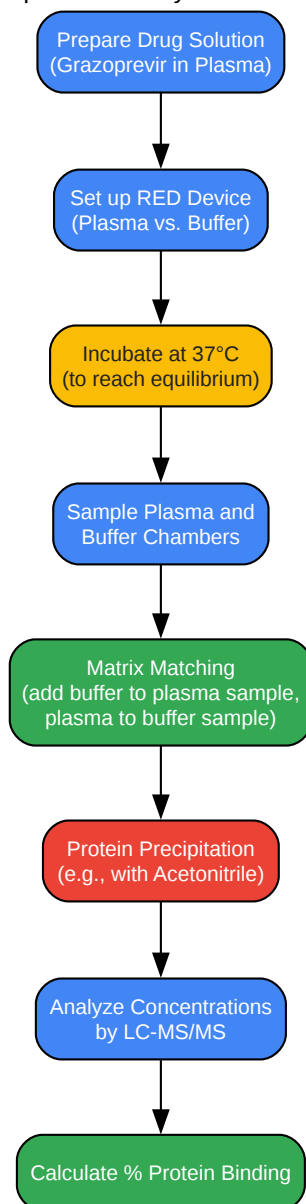 Prepare Drug Solution
(Grazoprevir in Plasma)
Set up RED Device
(Plasma vs. Buffer)
Incubate at 37°C
(to reach equilibrium)
Sample Plasma and
Buffer Chambers
Matrix Matching
(add buffer to plasma sample,
plasma to buffer sample)
Protein Precipitation
(e.g., with Acetonitrile)
Analyze Concentrations
by LC-MS/MS
Calculate % Protein Binding